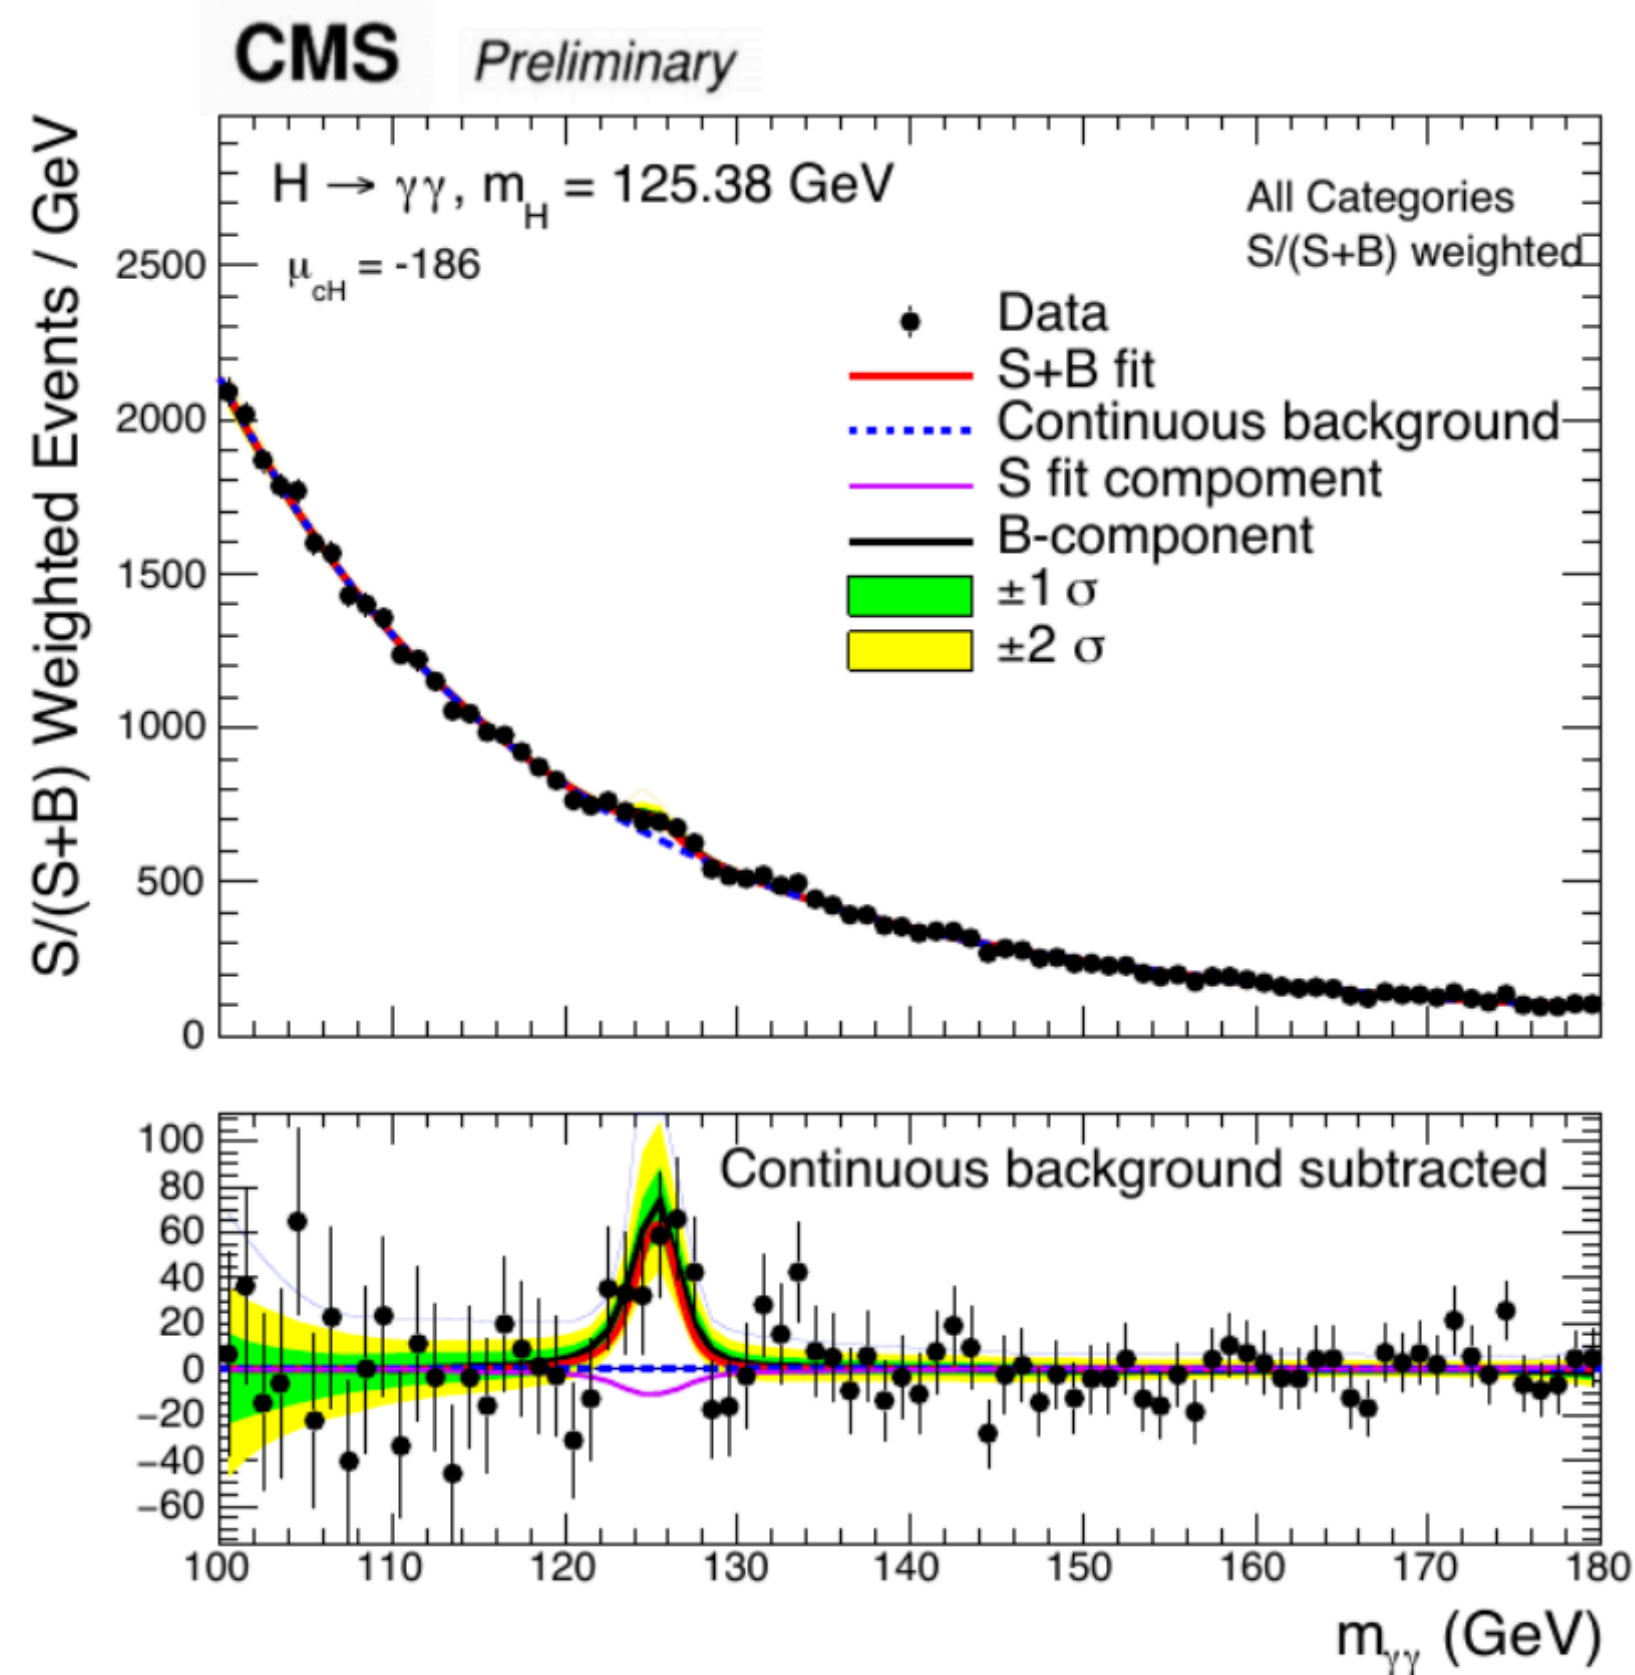 CMS Preliminary
S/(S+B) Weighted Events / GeV
H → γγ, m_H = 125.38 GeV
μ_cH = -186
All Categories
S/(S+B) weighted
Data
S+B fit
Continuous background
S fit compoment
B-component
±1 σ
±2 σ
2500
2000
1500
1000
500
0
Continuous background subtracted
100
80
60
40
20
0
−20
−40
−60
100 110 120 130 140 150 160 170 180
m_γγ (GeV)